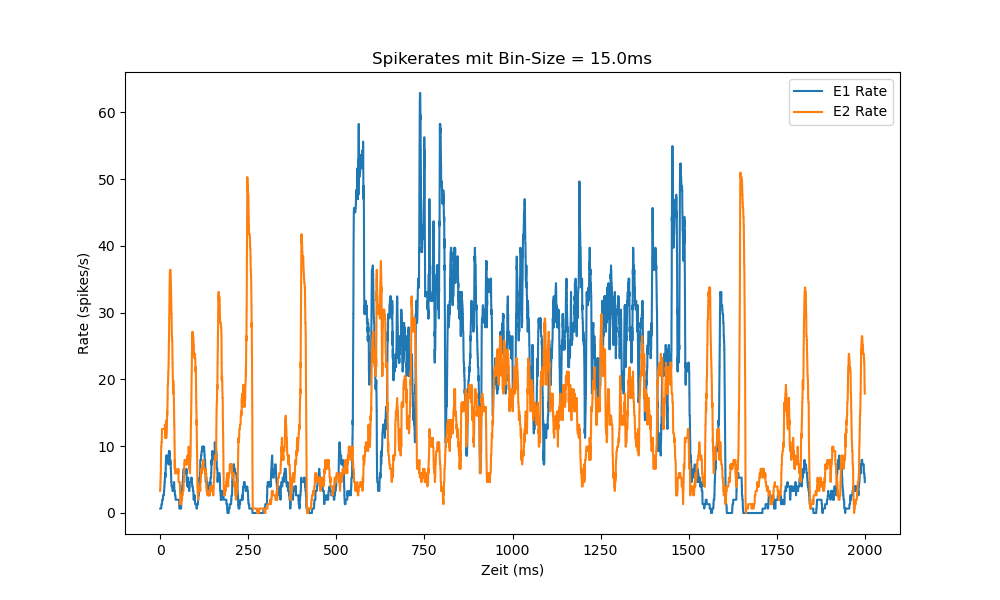 Spikerates mit Bin-Size = 15.0ms
E1 Rate
E2 Rate
60
50
40
30
20
10
0
Rate (spikes/s)
0 250 500 750 1000 1250 1500 1750 2000
Zeit (ms)